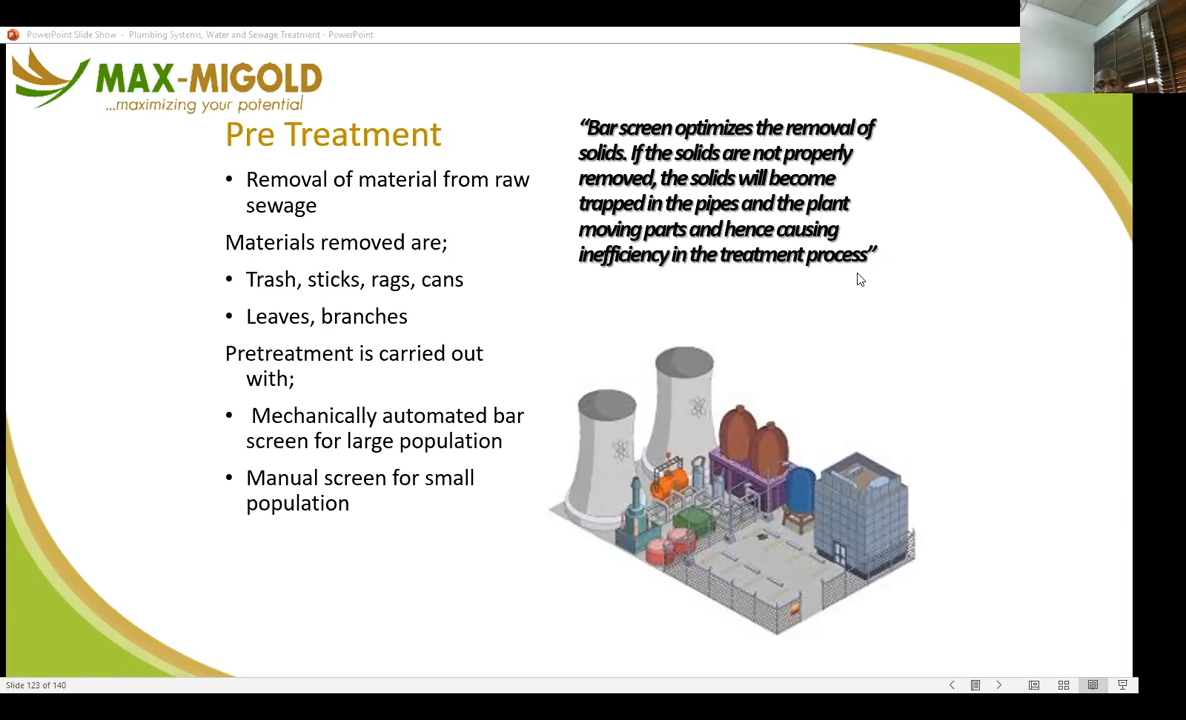 PowerPoint Slide Show - Plumbing Systems, Water and Sewage Treatment - PowerPoint
MAX-MIGOLD
...maximizing your potential
Pre Treatment
• Removal of material from raw
sewage
Materials removed are;
• Trash, sticks, rags, cans
• Leaves, branches
Pretreatment is carried out
with;
• Mechanically automated bar
screen for large population
• Manual screen for small
population
“Bar screen optimizes the removal of
solids. If the solids are not properly
removed, the solids will become
trapped in the pipes and the plant
moving parts and hence causing
inefficiency in the treatment process”
Slide 123 of 140